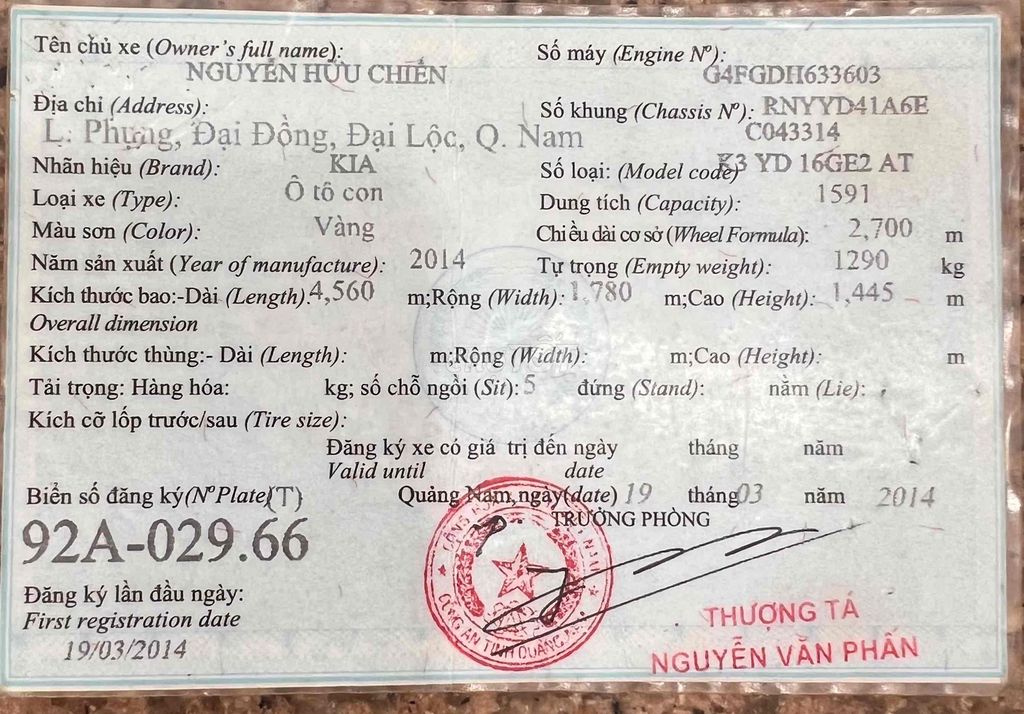 Tên chủ xe (Owner's full name):
NGUYỄN HỮU CHIẾN
Địa chỉ (Address):
L. Phụng, Đại Đồng, Đại Lộc, Q. Nam
Nhãn hiệu (Brand): KIA
Loại xe (Type): Ô tô con
Màu sơn (Color): Vàng
Năm sản xuất (Year of manufacture): 2014
Số máy (Engine Nº):
G4FGDH633603
Số khung (Chassis Nº): RNYYD41A6E
C043314
Số loại: (Model code) K3 YD 16GE2 AT
Dung tích (Capacity): 1591
Chiều dài cơ sở (Wheel Formula): 2,700 m
Tự trọng (Empty weight): 1290 kg
Kích thước bao:-Dài (Length): 4,560 m;Rộng (Width): 1,780 m;Cao (Height): 1,445 m
Overall dimension
Kích thước thùng:- Dài (Length): m;Rộng (Width): m;Cao (Height): m
Tải trọng: Hàng hóa: kg; số chỗ ngồi (Sit): 5 đứng (Stand): nằm (Lie):
Kích cỡ lốp trước/sau (Tire size):
Đăng ký xe có giá trị đến ngày tháng năm
Valid until date
Biển số đăng ký(Nº Plate)(T)
92A-029.66
Đăng ký lần đầu ngày:
First registration date
19/03/2014
Quảng Nam,ngày(date) 19 tháng 03 năm 2014
TRƯỞNG PHÒNG
CÔNG AN TỈNH QUẢNG NAM
THƯỢNG TÁ
NGUYỄN VĂN PHẤN